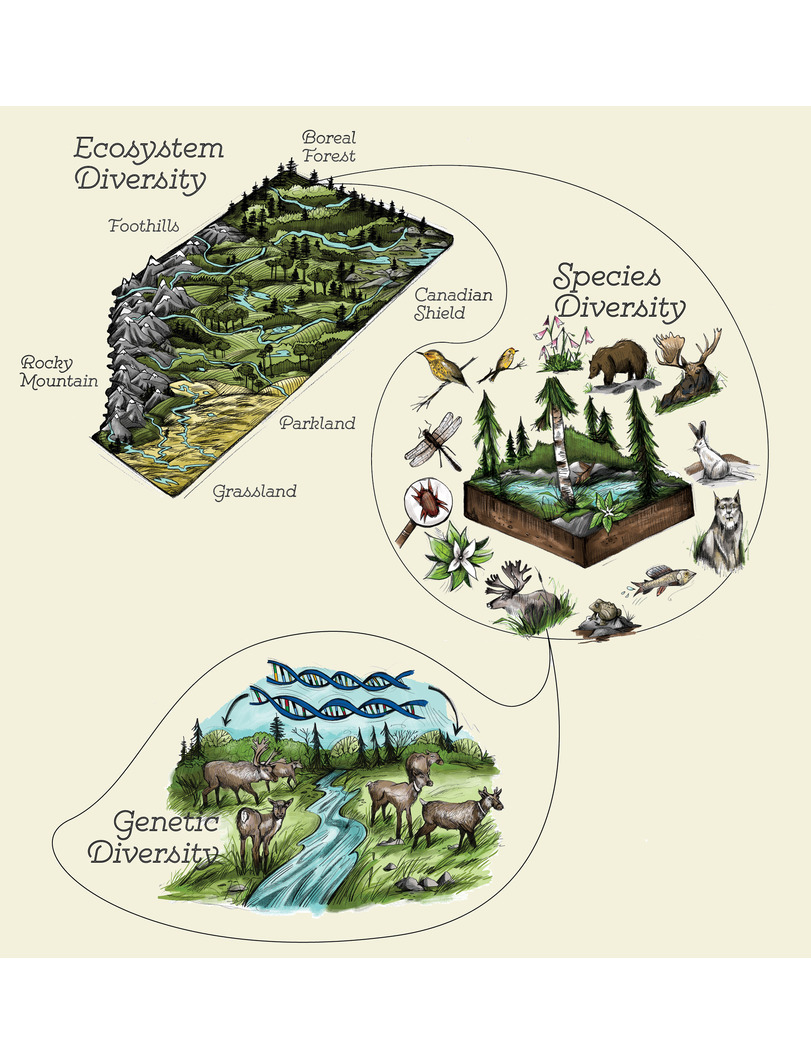 Ecosystem
Diversity
Boreal
Forest
Foothills
Canadian
Shield
Rocky
Mountain
Parkland
Grassland
Species
Diversity
Genetic
Diversity